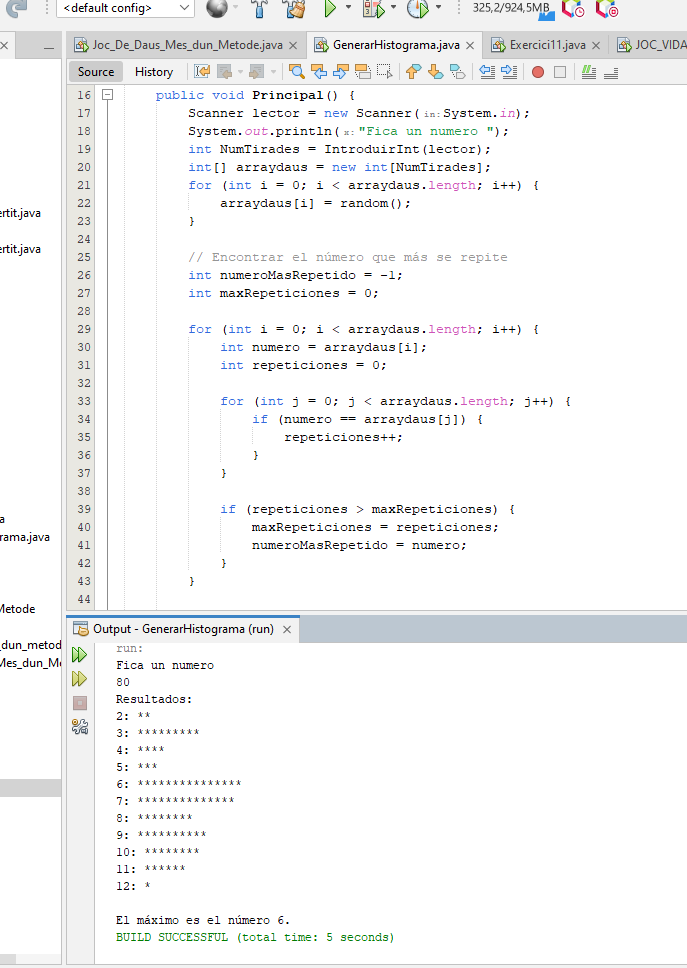 <default config>
325,2/924,5MB
Joc_De_Daus_Mes_dun_Metode.java
GenerarHistograma.java
Exercici11.java
JOC_VIDA
Source
History
16 public void Principal() {
17 Scanner lector = new Scanner(in:System.in);
18 System.out.println(x:"Fica un numero ");
19 int NumTirades = IntroduirInt(lector);
20 int[] arraydaus = new int[NumTirades];
21 for (int i = 0; i < arraydaus.length; i++) {
22 arraydaus[i] = random();
23 }
24
25 // Encontrar el número que más se repite
26 int numeroMasRepetido = -1;
27 int maxRepeticiones = 0;
28
29 for (int i = 0; i < arraydaus.length; i++) {
30 int numero = arraydaus[i];
31 int repeticiones = 0;
32
33 for (int j = 0; j < arraydaus.length; j++) {
34 if (numero == arraydaus[j]) {
35 repeticiones++;
36 }
37 }
38
39 if (repeticiones > maxRepeticiones) {
40 maxRepeticiones = repeticiones;
41 numeroMasRepetido = numero;
42 }
43 }
44
ertit.java
ertit.java
a
rama.java
Metode
_dun_metod
Mes_dun_Me
Output - GenerarHistograma (run)
run:
Fica un numero
80
Resultados:
2: **
3: *********
4: ****
5: ***
6: ***************
7: **************
8: ********
9: **********
10: ********
11: ******
12: *
El máximo es el número 6.
BUILD SUCCESSFUL (total time: 5 seconds)